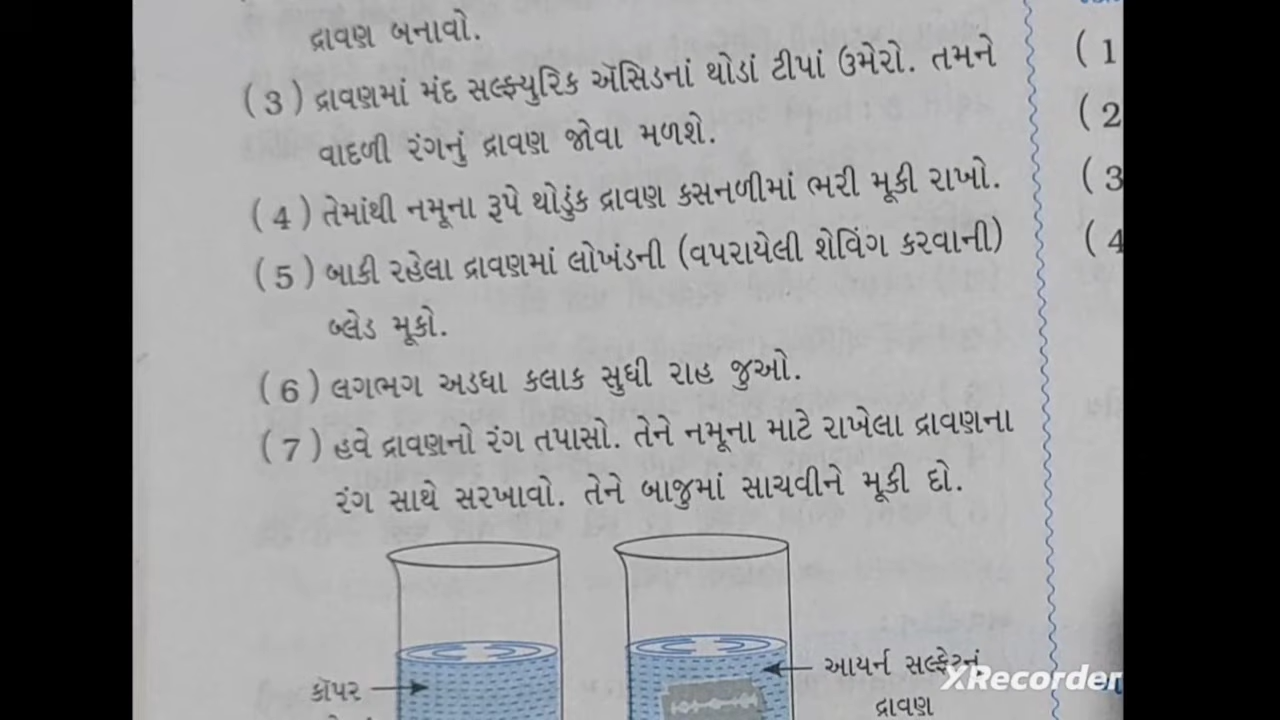 દ્રાવણ બનાવો.
(3) દ્રાવણમાં મંદ સલ્ફ્યુરિક ઍસિડનાં થોડાં ટીપાં ઉમેરો. તમને
વાદળી રંગનું દ્રાવણ જોવા મળશે.
(4) તેમાંથી નમૂના રૂપે થોડુંક દ્રાવણ કસનળીમાં ભરી મૂકી રાખો.
(5) બાકી રહેલા દ્રાવણમાં લોખંડની (વપરાયેલી શેવિંગ કરવાની)
બ્લેડ મૂકો.
(6) લગભગ અડધા કલાક સુધી રાહ જુઓ.
(7) હવે દ્રાવણનો રંગ તપાસો. તેને નમૂના માટે રાખેલા દ્રાવણના
રંગ સાથે સરખાવો. તેને બાજુમાં સાચવીને મૂકી દો.
કૉપર
આયર્ન સલ્ફેટનું
દ્રાવણ
(1
(2
(3
(4
XRecorder